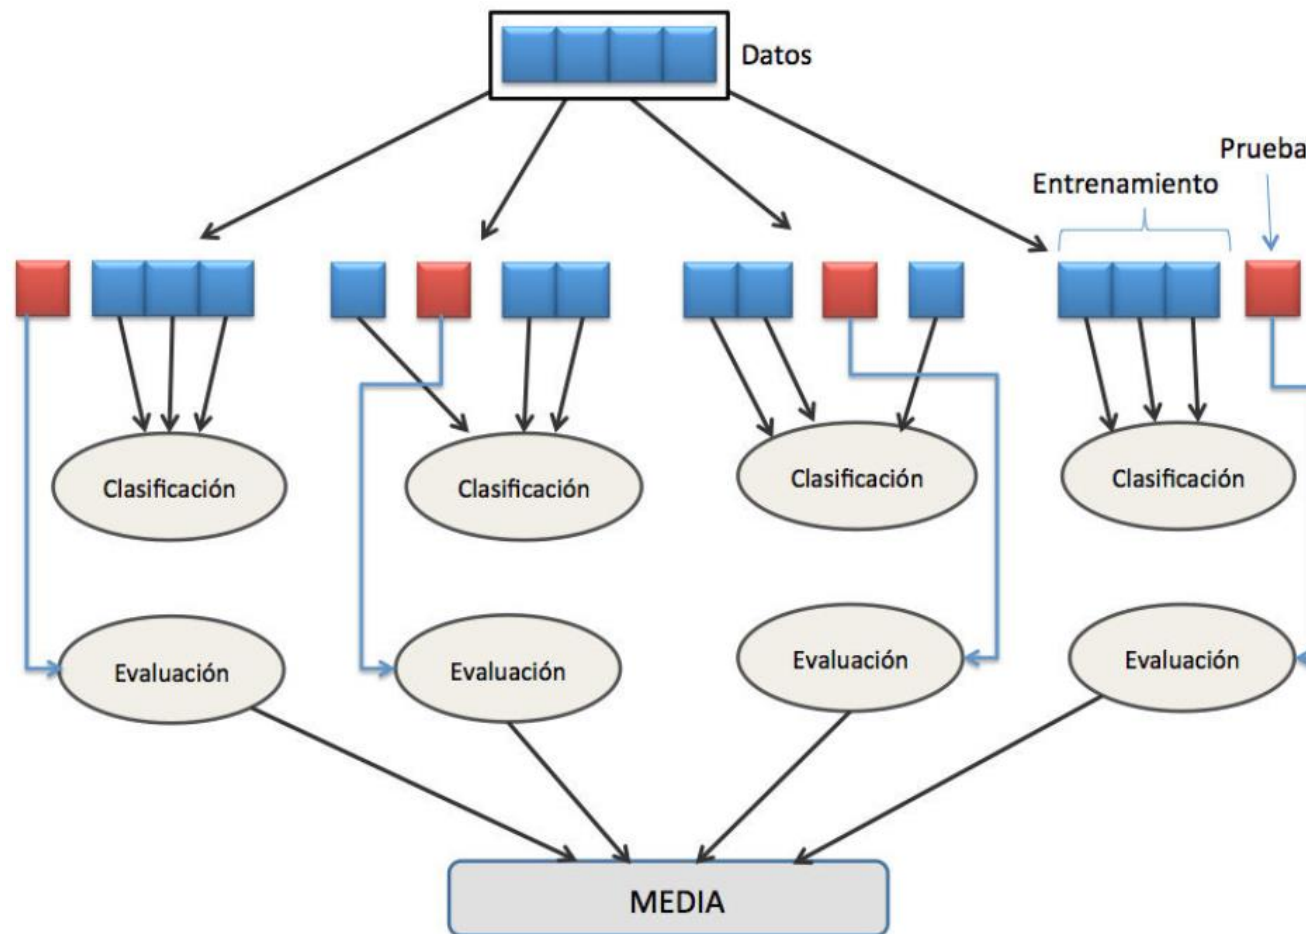 Datos
Prueba
Entrenamiento
Clasificación
Clasificación
Clasificación
Clasificación
Evaluación
Evaluación
Evaluación
Evaluación
MEDIA